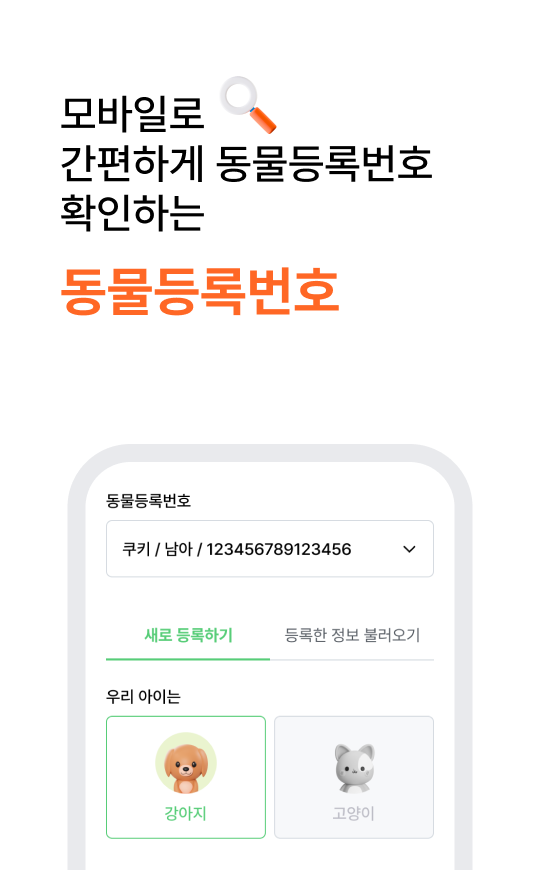 모바일로
간편하게 동물등록번호
확인하는
동물등록번호
동물등록번호
쿠키 / 남아 / 123456789123456
새로 등록하기
등록한 정보 불러오기
우리 아이는
강아지
고양이